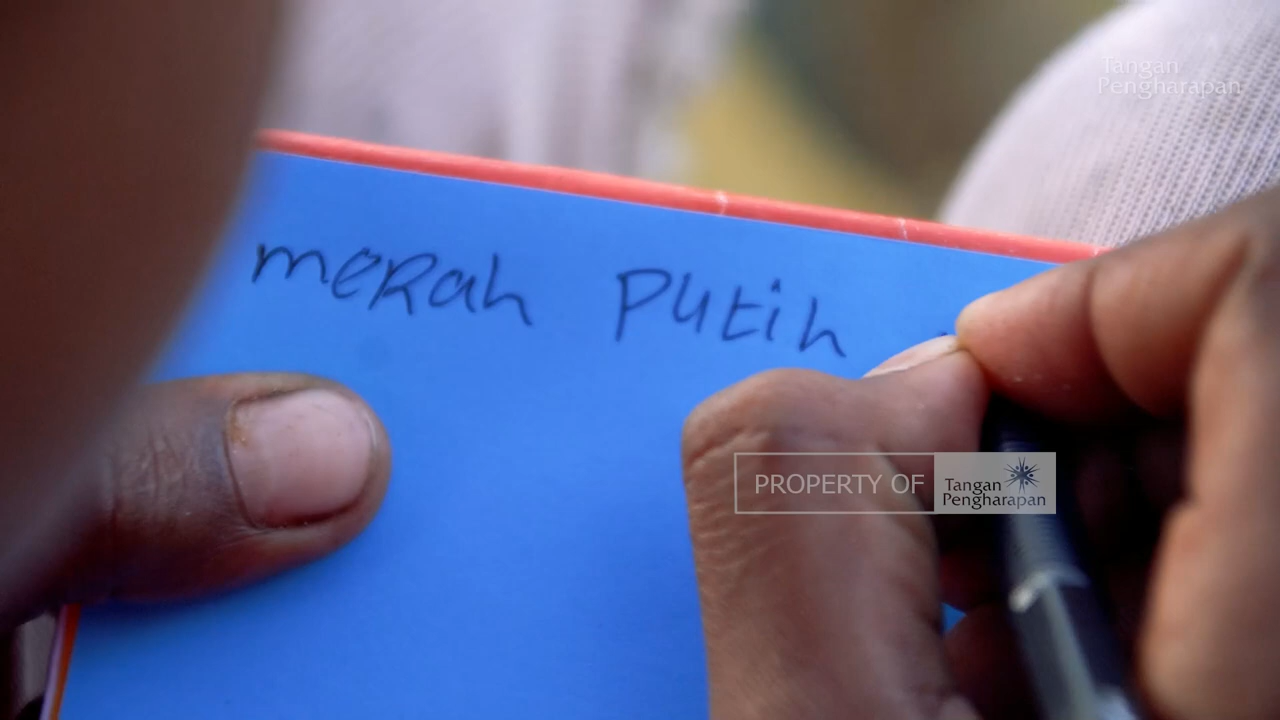 Tangan
Pengharapan
meRah Putih
PROPERTY OF Tangan
Pengharapan